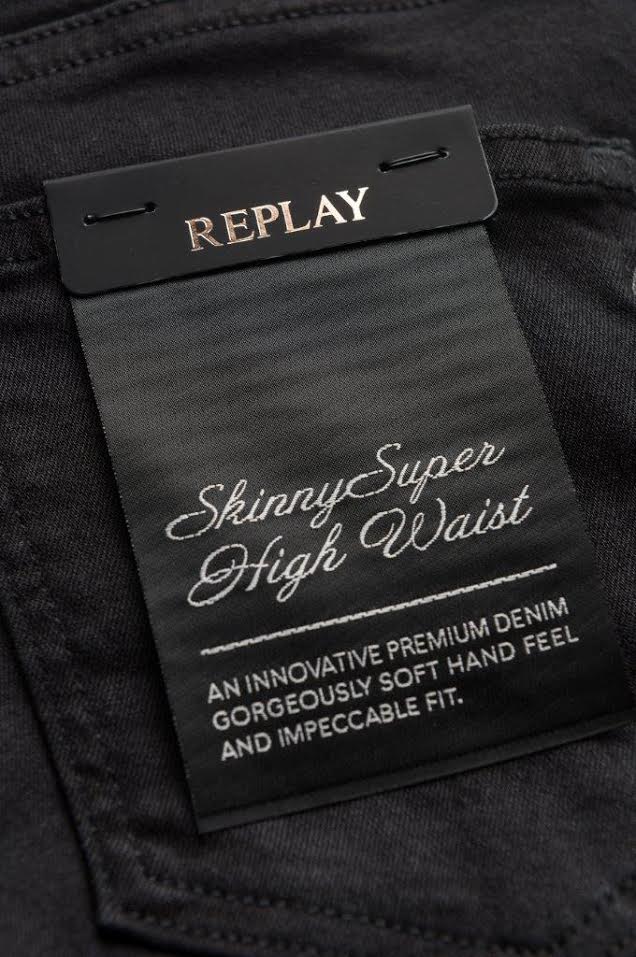 REPLAY
SkinnySuper
High Waist
AN INNOVATIVE PREMIUM DENIM
GORGEOUSLY SOFT HAND FEEL
AND IMPECCABLE FIT.